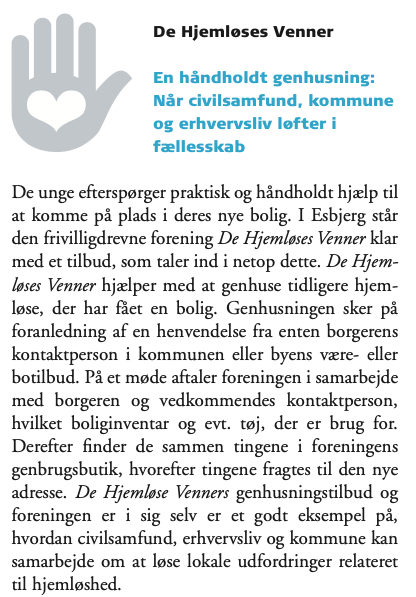 De Hjemløses Venner
En håndholdt genhusning:
Når civilsamfund, kommune
og erhvervsliv løfter i
fællesskab
De unge efterspørger praktisk og håndholdt hjælp til
at komme på plads i deres nye bolig. I Esbjerg står
den frivilligdrevne forening De Hjemløses Venner klar
med et tilbud, som taler ind i netop dette. De Hjem-
løses Venner hjælper med at genhuse tidligere hjem-
løse, der har fået en bolig. Genhusningen sker på
foranledning af en henvendelse fra enten borgerens
kontaktperson i kommunen eller byens være- eller
botilbud. På et møde aftaler foreningen i samarbejde
med borgeren og vedkommendes kontaktperson,
hvilket boliginventar og evt. tøj, der er brug for.
Derefter finder de sammen tingene i foreningens
genbrugsbutik, hvorefter tingene fragtes til den nye
adresse. De Hjemløse Venners genhusningstilbud og
foreningen er i sig selv er et godt eksempel på,
hvordan civilsamfund, erhvervsliv og kommune kan
samarbejde om at løse lokale udfordringer relateret
til hjemløshed.